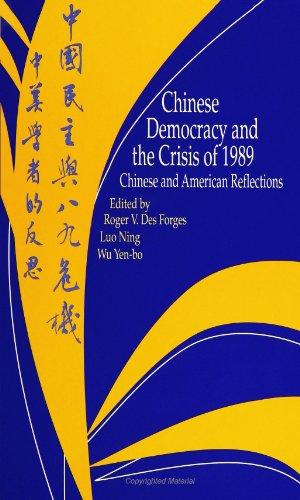 中國民主與八九危機
中美學者的反思
Chinese
Democracy and
the Crisis of 1989
Chinese and American Reflections
Edited by
Roger V. Des Forges
Luo Ning
Wu Yen-bo
Copyrighted Material